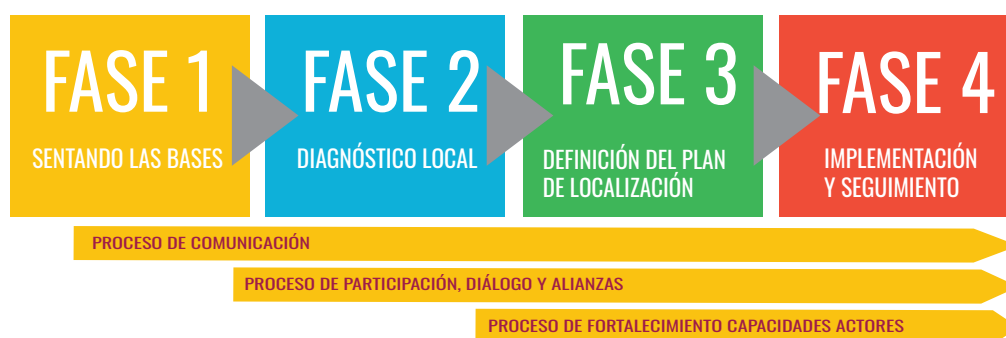 FASE 1
SENTANDO LAS BASES
FASE 2
DIAGNÓSTICO LOCAL
FASE 3
DEFINICIÓN DEL PLAN
DE LOCALIZACIÓN
FASE 4
IMPLEMENTACIÓN
Y SEGUIMIENTO
PROCESO DE COMUNICACIÓN
PROCESO DE PARTICIPACIÓN, DIÁLOGO Y ALIANZAS
PROCESO DE FORTALECIMIENTO CAPACIDADES ACTORES